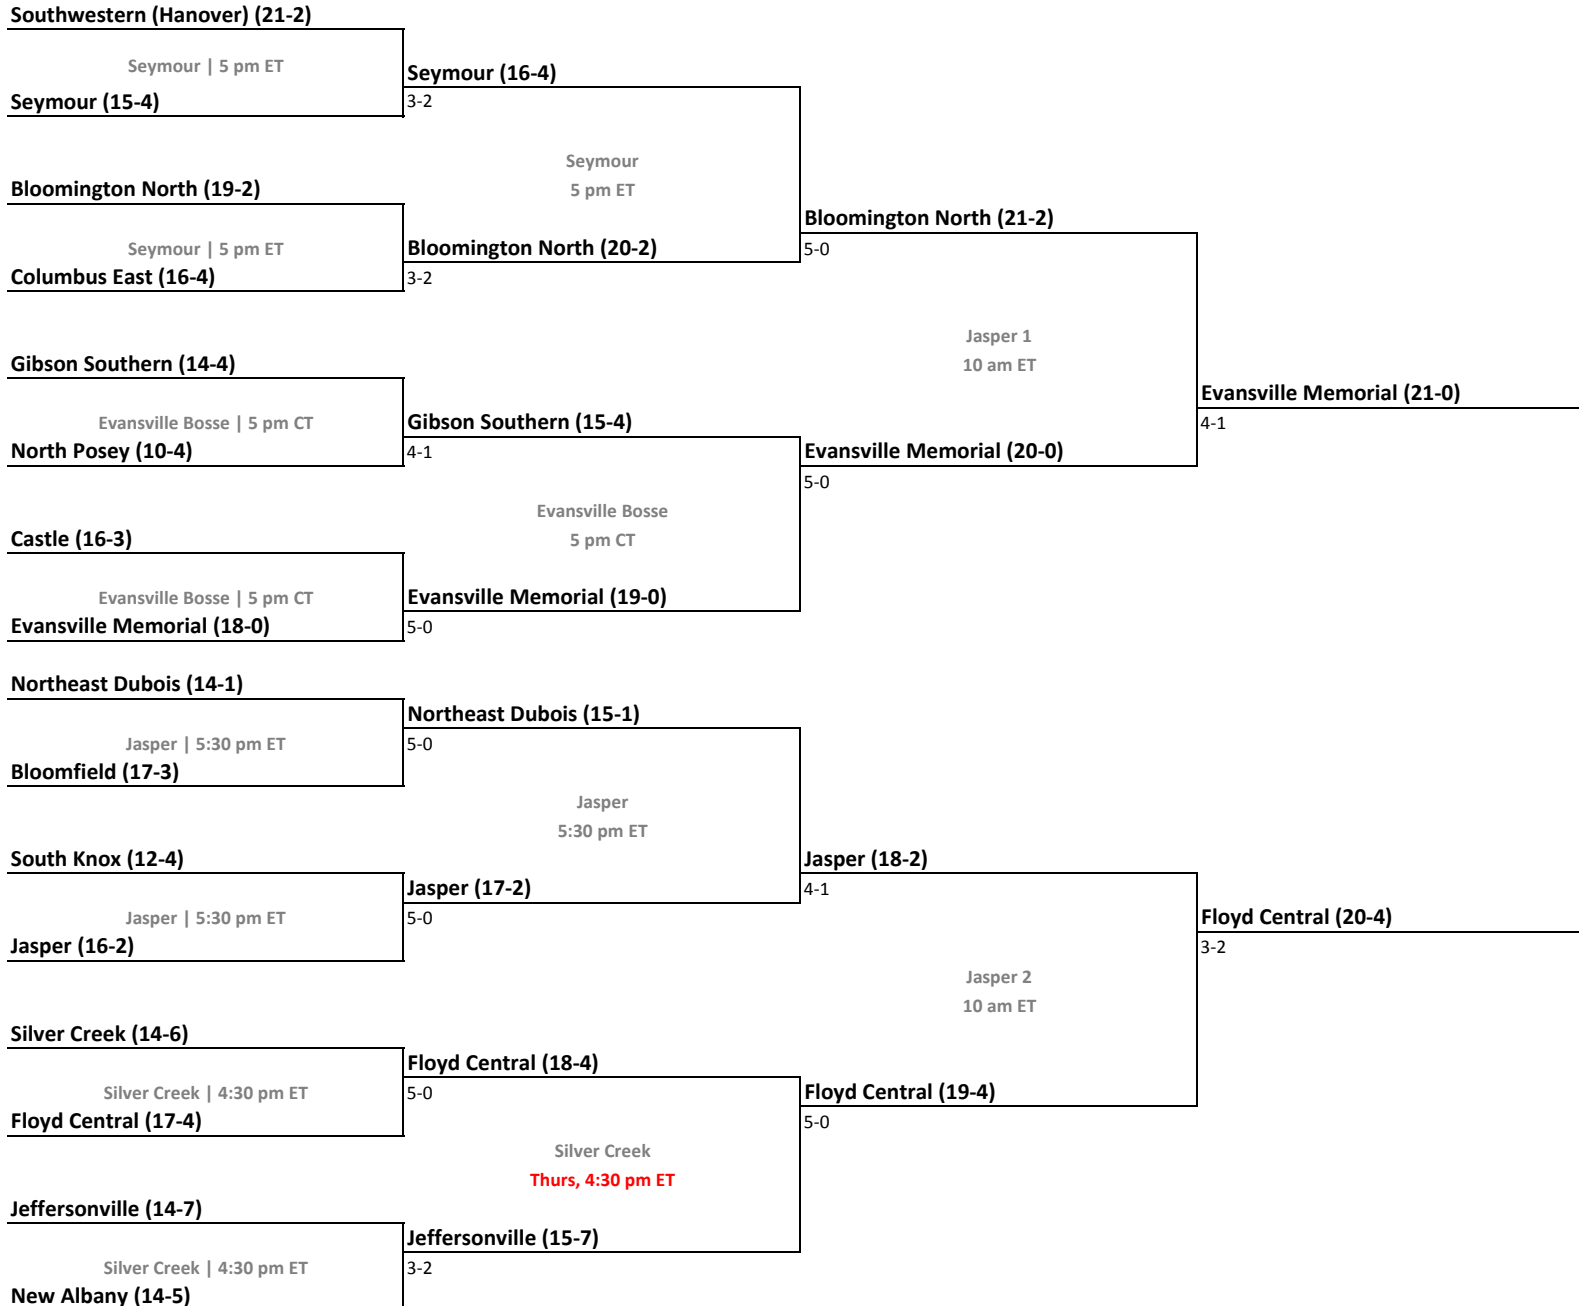 Southwestern (Hanover) (21-2)
Seymour | 5 pm ET
Seymour (15-4)
Seymour (16-4)
3-2
Seymour
5 pm ET
Bloomington North (19-2)
Seymour | 5 pm ET
Columbus East (16-4)
Bloomington North (20-2)
3-2
Bloomington North (21-2)
5-0
Jasper 1
10 am ET
Gibson Southern (14-4)
Evansville Bosse | 5 pm CT
North Posey (10-4)
Gibson Southern (15-4)
4-1
Evansville Bosse
5 pm CT
Evansville Memorial (20-0)
5-0
Evansville Memorial (21-0)
4-1
Castle (16-3)
Evansville Bosse | 5 pm CT
Evansville Memorial (18-0)
Evansville Memorial (19-0)
5-0
Northeast Dubois (14-1)
Jasper | 5:30 pm ET
Bloomfield (17-3)
Northeast Dubois (15-1)
5-0
Jasper
5:30 pm ET
South Knox (12-4)
Jasper | 5:30 pm ET
Jasper (16-2)
Jasper (17-2)
5-0
Jasper (18-2)
4-1
Jasper 2
10 am ET
Floyd Central (20-4)
3-2
Silver Creek (14-6)
Silver Creek | 4:30 pm ET
Floyd Central (17-4)
Floyd Central (18-4)
5-0
Silver Creek
Thurs, 4:30 pm ET
Floyd Central (19-4)
5-0
Jeffersonville (14-7)
Silver Creek | 4:30 pm ET
New Albany (14-5)
Jeffersonville (15-7)
3-2